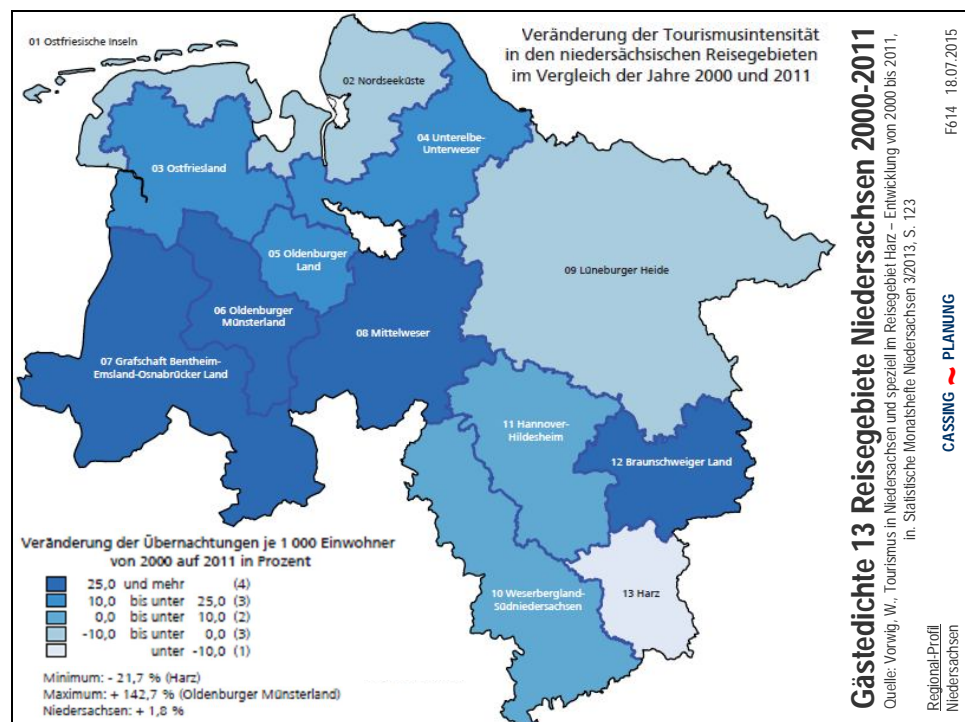 Veränderung der Tourismusintensität
in den niedersächsischen Reisegebieten
im Vergleich der Jahre 2000 und 2011
01 Ostfriesische Inseln
02 Nordseeküste
04 Unterelbe-
Unterweser
03 Ostfriesland
05 Oldenburger
Land
09 Lüneburger Heide
06 Oldenburger
Münsterland
08 Mittelweser
07 Grafschaft Bentheim-
Emsland-Osnabrücker Land
11 Hannover-
Hildesheim
12 Braunschweiger Land
10 Weserbergland-
Südniedersachsen
13 Harz
Veränderung der Übernachtungen je 1 000 Einwohner
von 2000 auf 2011 in Prozent
25,0 und mehr (4)
10,0 bis unter 25,0 (3)
0,0 bis unter 10,0 (2)
-10,0 bis unter 0,0 (3)
unter -10,0 (1)
Minimum: - 21,7 % (Harz)
Maximum: + 142,7 % (Oldenburger Münsterland)
Niedersachsen: + 1,8 %
Gästedichte 13 Reisegebiete Niedersachsen 2000-2011
Quelle: Vorwig, W., Tourismus in Niedersachsen und speziell im Reisegebiet Harz – Entwicklung von 2000 bis 2011,
in. Statistische Monatshefte Niedersachsen 3/2013, S. 123
Regional-Profil
Niedersachsen
CASSING ~ PLANUNG
F614 18.07.2015